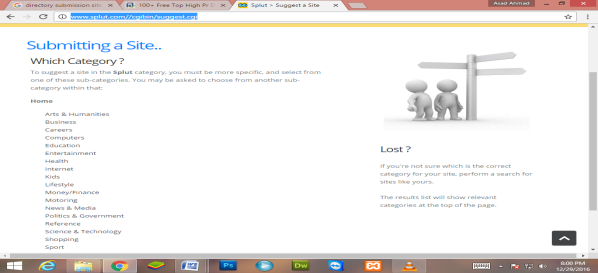 directory submission site
100+ Free Top High Pr D
Splut > Suggest a Site
Asad Ahmad
www.splut.com//cgibin/suggest.cgi
Submitting a Site..
Which Category ?
To suggest a site in the Splut category, you must be more specific, and select from
one of these sub-categories. You may be asked to choose from another sub-
category within that:
Home
Arts & Humanities
Business
Careers
Computers
Education
Entertainment
Health
Internet
Kids
Lifestyle
Money/Finance
Motoring
News & Media
Politics & Government
Reference
Science & Technology
Shopping
Sport
Lost ?
If you're not sure which is the correct
category for your site, perform a search for
sites like yours.
The results list will show relevant
categories at the top of the page.
8:00 PM
12/29/2016